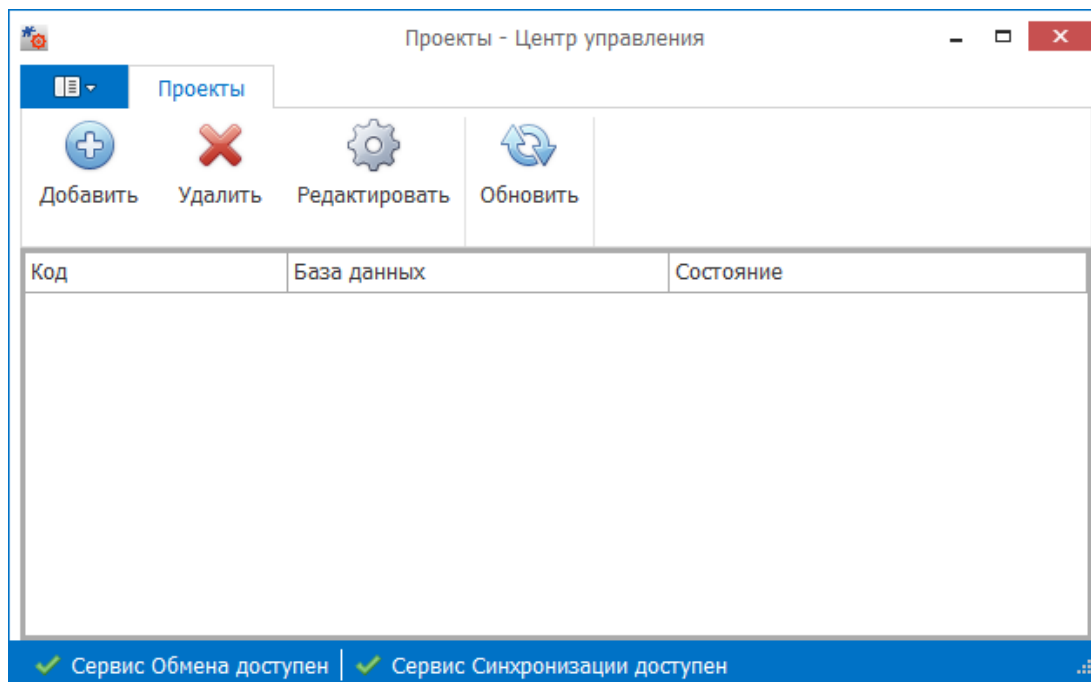 Проекты - Центр управления
Проекты
Добавить Удалить Редактировать Обновить
Код База данных Состояние
Сервис Обмена доступен Сервис Синхронизации доступен